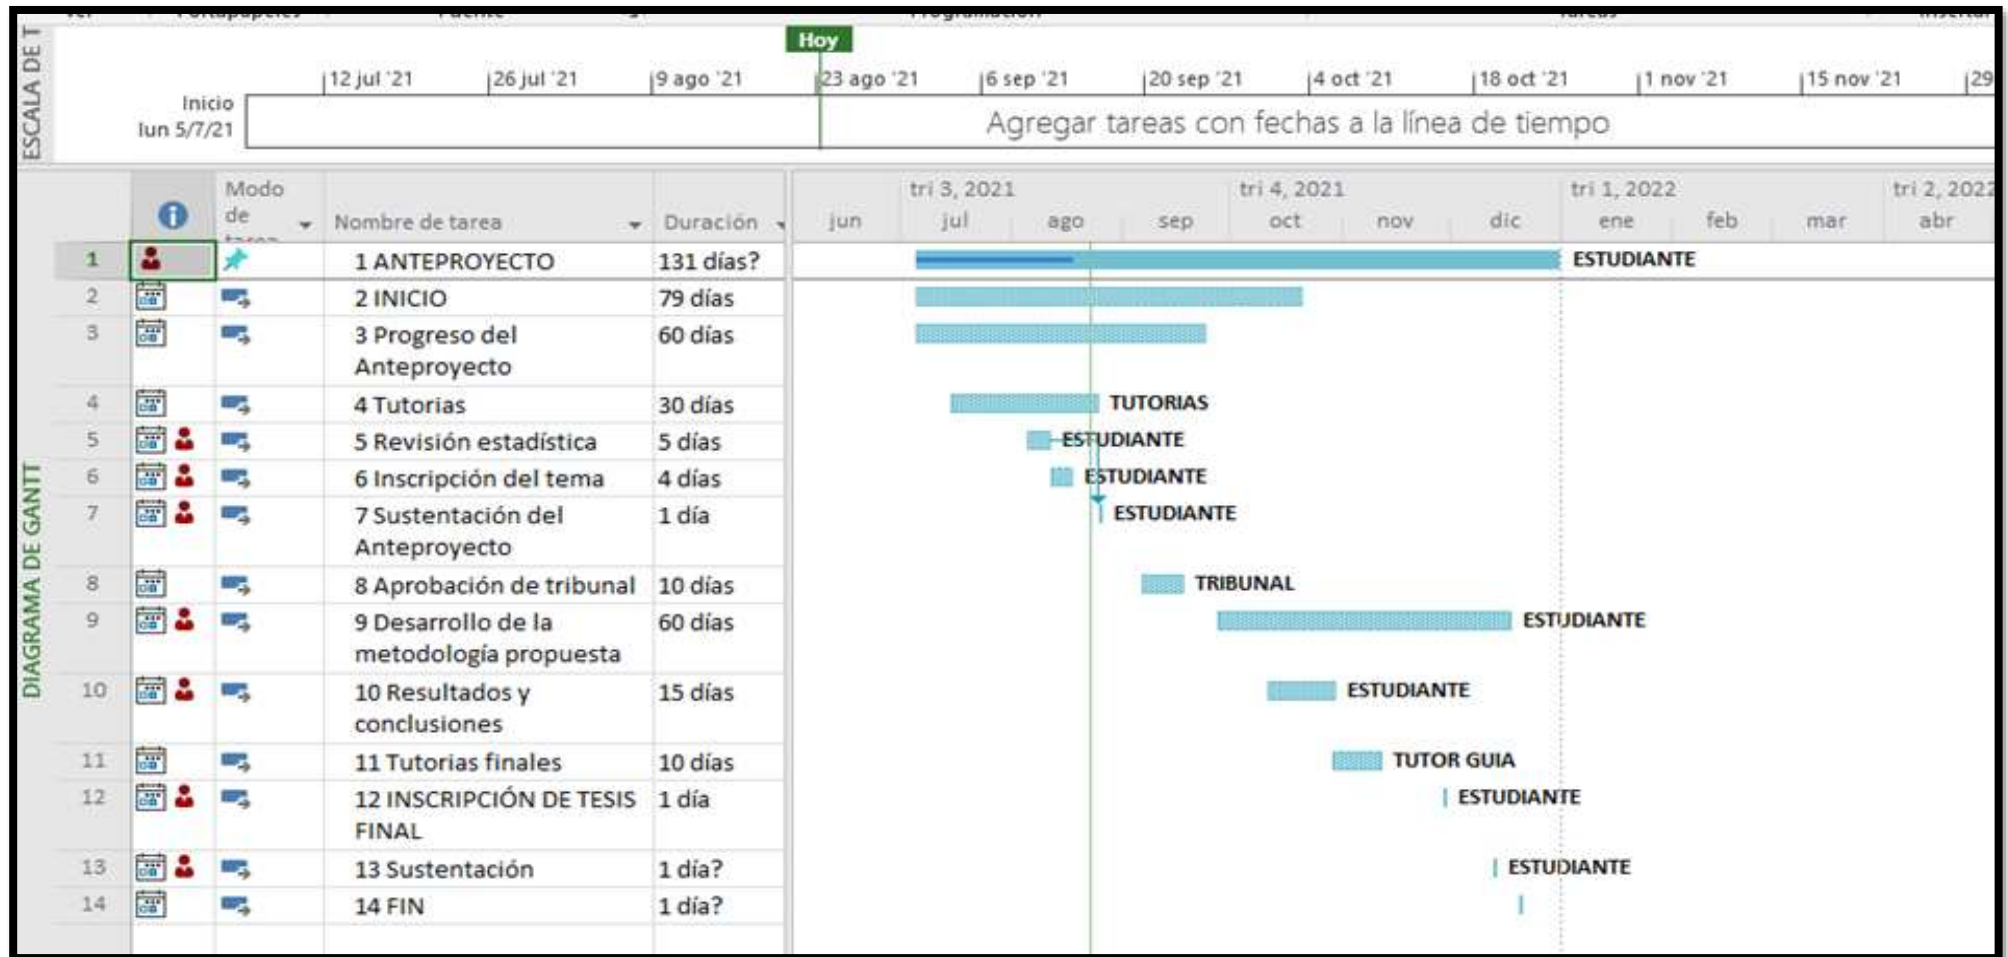 Hoy
12 jul '21 26 jul '21 9 ago '21 23 ago '21 6 sep '21 20 sep '21 4 oct '21 18 oct '21 1 nov '21 15 nov '21 29
Inicio
lun 5/7/21
Agregar tareas con fechas a la línea de tiempo
ESCALA DE T
DIAGRAMA DE GANTT
Modo
de
Nombre de tarea Duración
tri 3, 2021 tri 4, 2021 tri 1, 2022 tri 2, 2022
jun jul ago sep oct nov dic ene feb mar abr
1 1 ANTEPROYECTO 131 días? ESTUDIANTE
2 2 INICIO 79 días
3 3 Progreso del 60 días
Anteproyecto
4 4 Tutorias 30 días TUTORIAS
5 5 Revisión estadística 5 días ESTUDIANTE
6 6 Inscripción del tema 4 días ESTUDIANTE
7 7 Sustentación del 1 día ESTUDIANTE
Anteproyecto
8 8 Aprobación de tribunal 10 días TRIBUNAL
9 9 Desarrollo de la 60 días ESTUDIANTE
metodología propuesta
10 10 Resultados y 15 días ESTUDIANTE
conclusiones
11 11 Tutorias finales 10 días TUTOR GUIA
12 12 INSCRIPCIÓN DE TESIS 1 día ESTUDIANTE
FINAL
13 13 Sustentación 1 día? ESTUDIANTE
14 14 FIN 1 día?